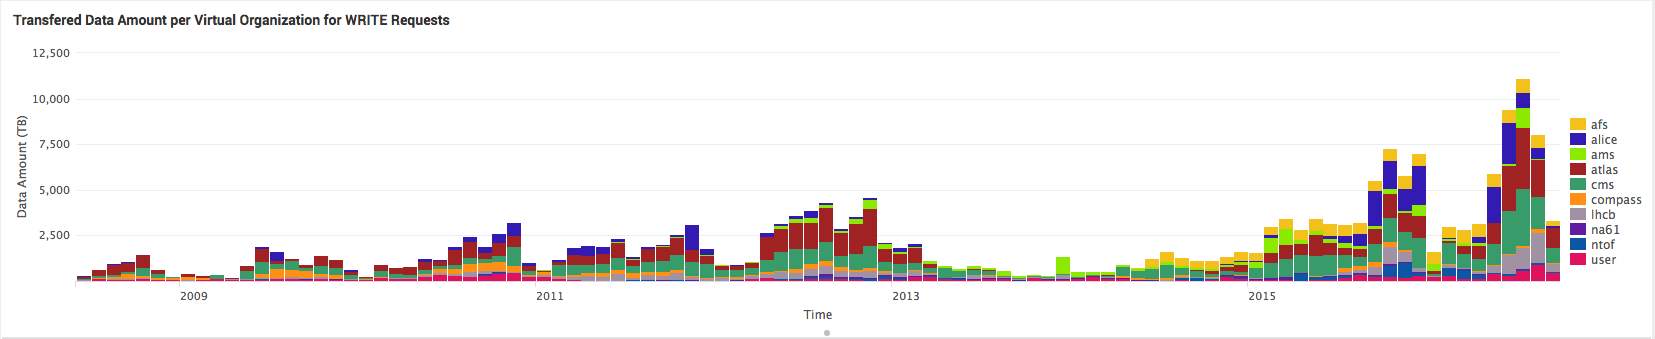 Transfered Data Amount per Virtual Organization for WRITE Requests
12,500
10,000
7,500
5,000
2,500
Data Amount (TB)
2009
2011
2013
2015
Time
afs
alice
ams
atlas
cms
compass
lhcb
na61
ntof
user